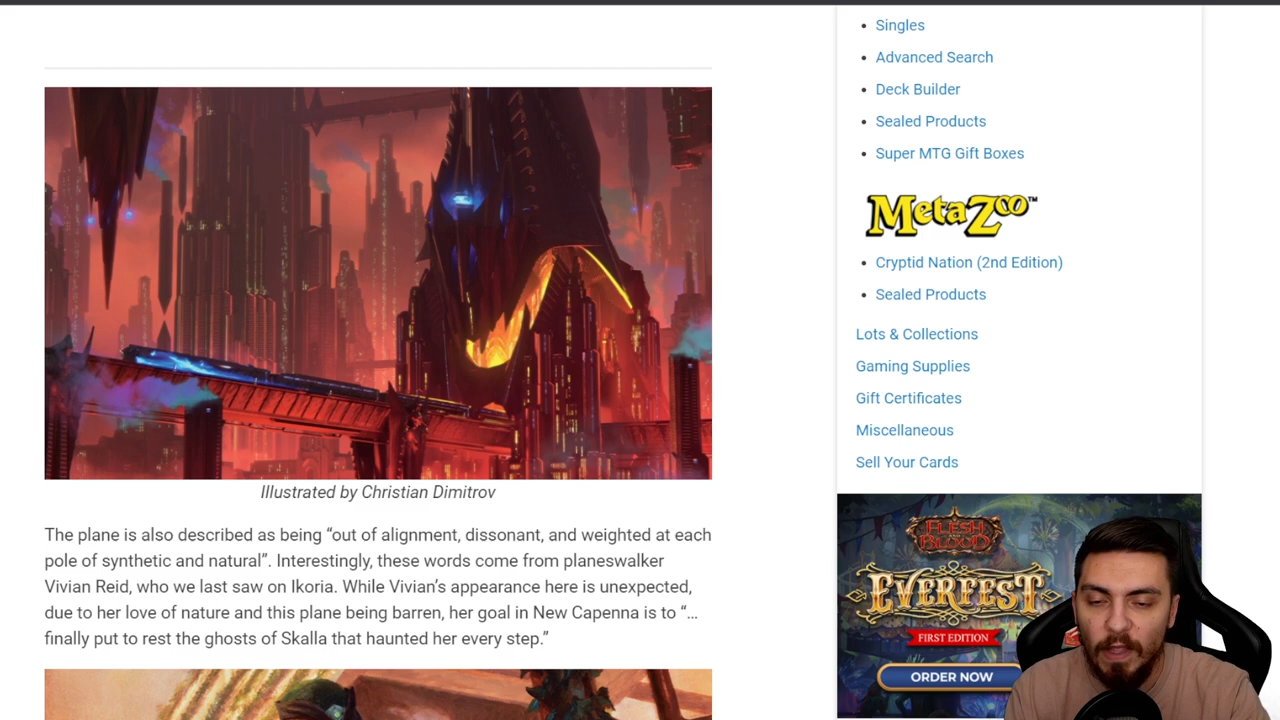 Singles
Advanced Search
Deck Builder
Sealed Products
Super MTG Gift Boxes
MetaZoo™
Cryptid Nation (2nd Edition)
Sealed Products
Lots & Collections
Gaming Supplies
Gift Certificates
Miscellaneous
Sell Your Cards
Illustrated by Christian Dimitrov
The plane is also described as being “out of alignment, dissonant, and weighted at each
pole of synthetic and natural”. Interestingly, these words come from planeswalker
Vivian Reid, who we last saw on Ikoria. While Vivian’s appearance here is unexpected,
due to her love of nature and this plane being barren, her goal in New Capenna is to “…
finally put to rest the ghosts of Skalla that haunted her every step.”
FLESH
AND BLOOD
EVERFEST
FIRST EDITION
ORDER NOW